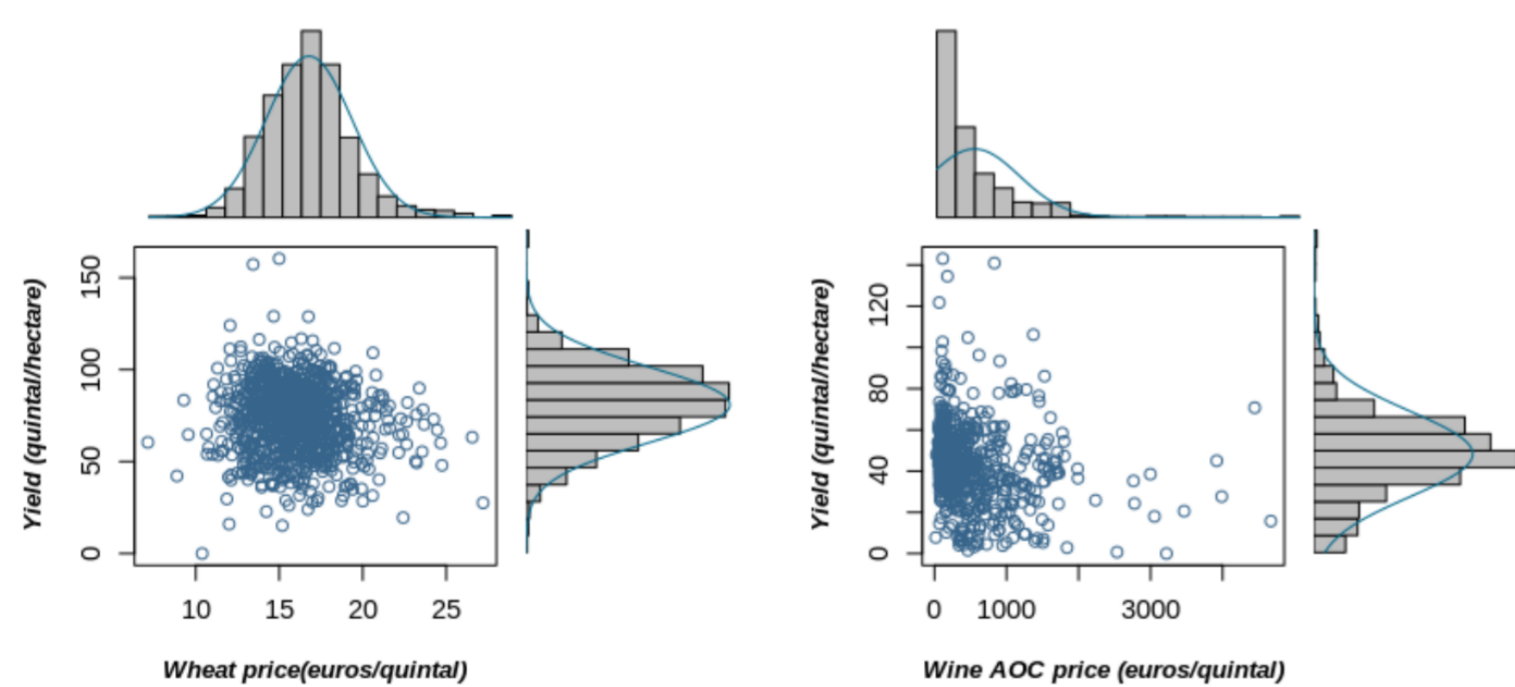 Yield (quintal/hectare)
150
100
50
0
10 15 20 25
Wheat price(euros/quintal)
Yield (quintal/hectare)
120
80
40
0
0 1000 3000
Wine AOC price (euros/quintal)